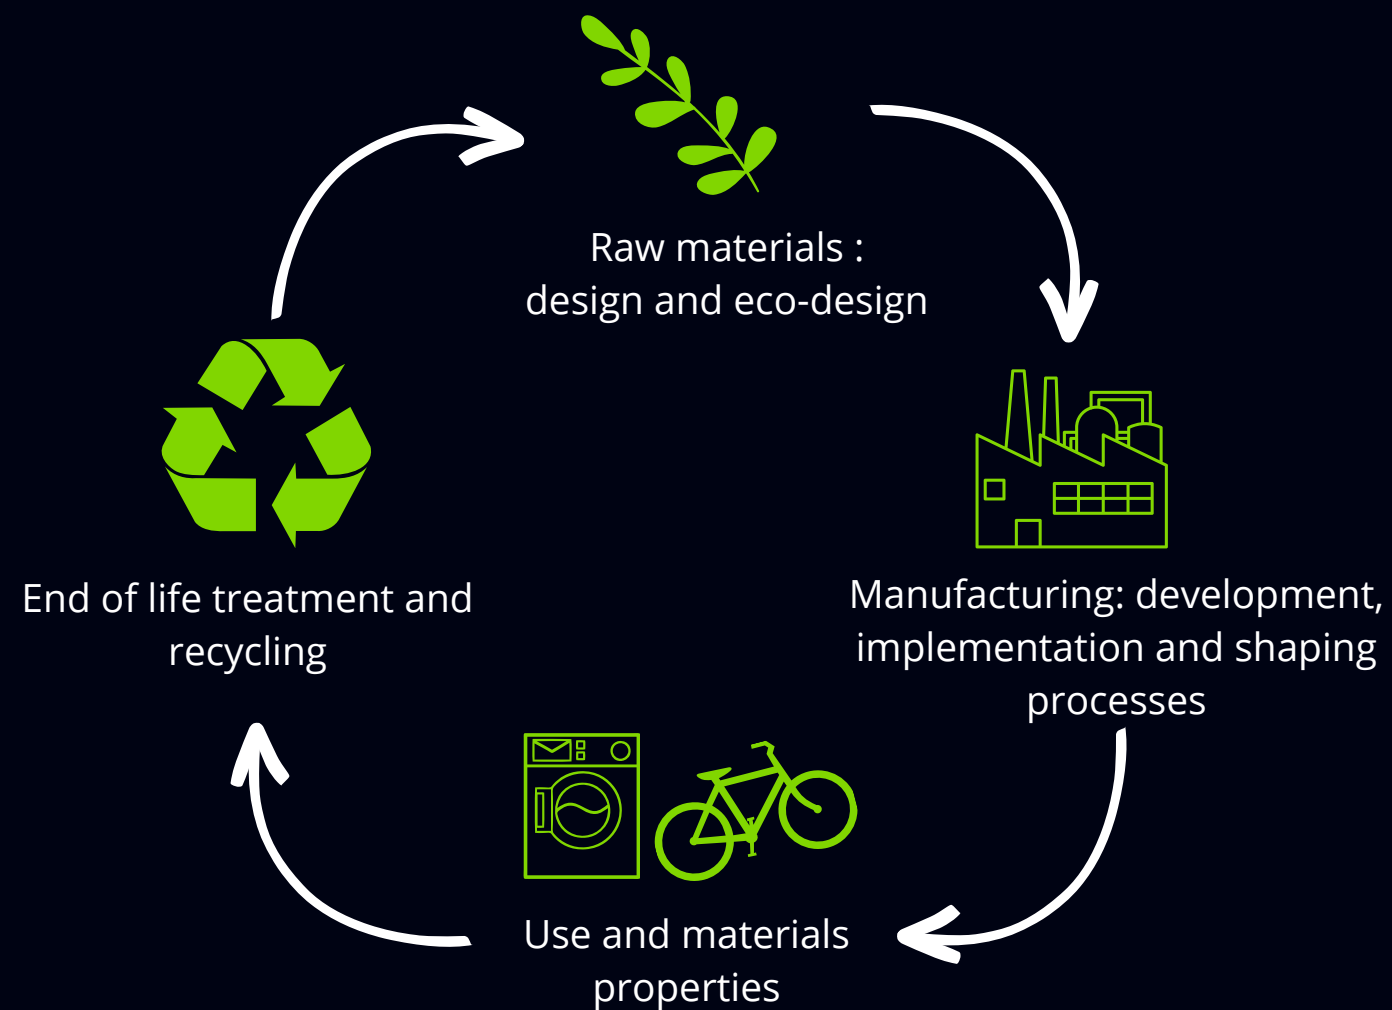 Raw materials :
design and eco-design
Manufacturing: development,
implementation and shaping
processes
Use and materials
properties
End of life treatment and
recycling